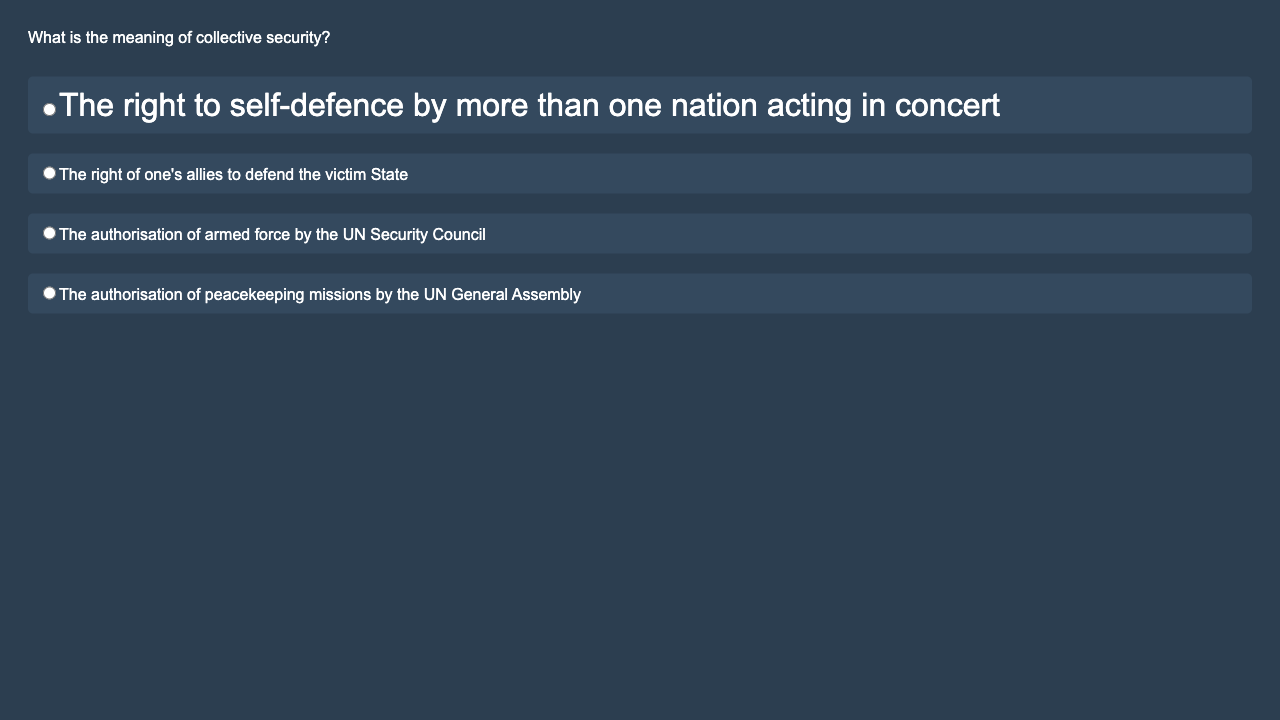 What is the meaning of collective security?
The right to self-defence by more than one nation acting in concert
The right of one's allies to defend the victim State
The authorisation of armed force by the UN Security Council
The authorisation of peacekeeping missions by the UN General Assembly